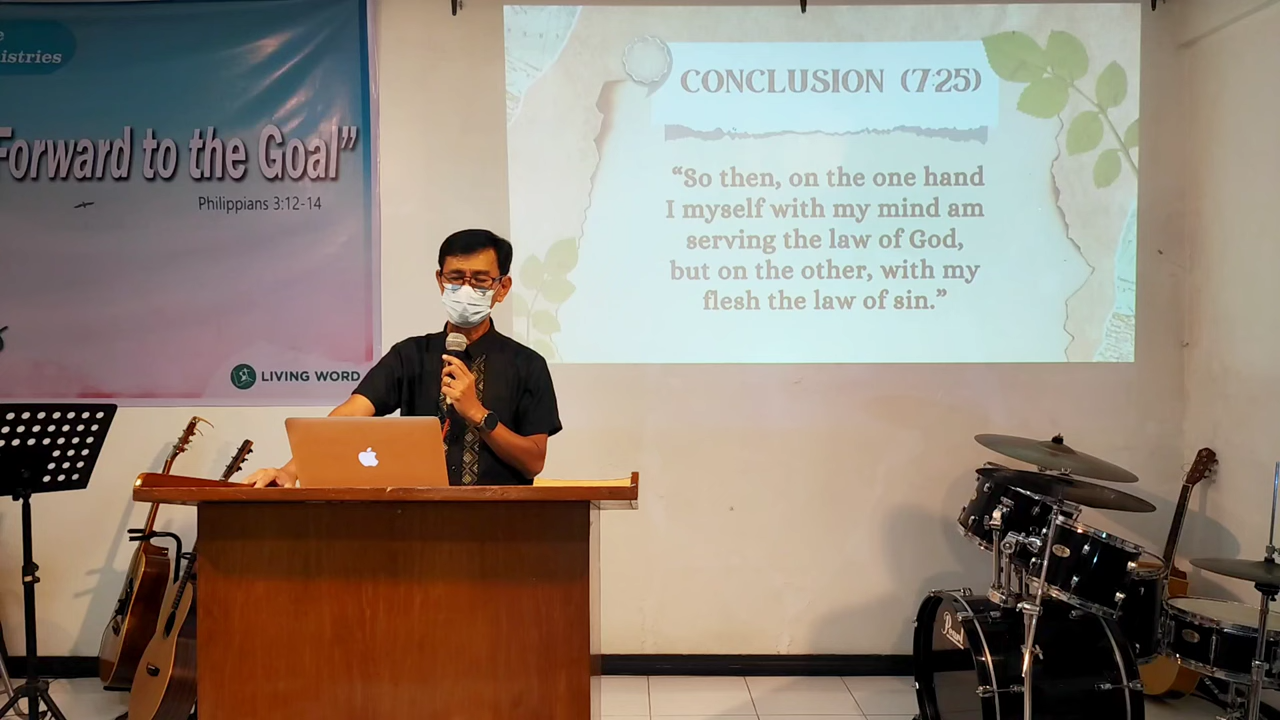 istries
Forward to the Goal”
Philippians 3:12-14
LIVING WORD
CONCLUSION (7:25)
“So then, on the one hand
I myself with my mind am
serving the law of God,
but on the other, with my
flesh the law of sin.”
Pearl